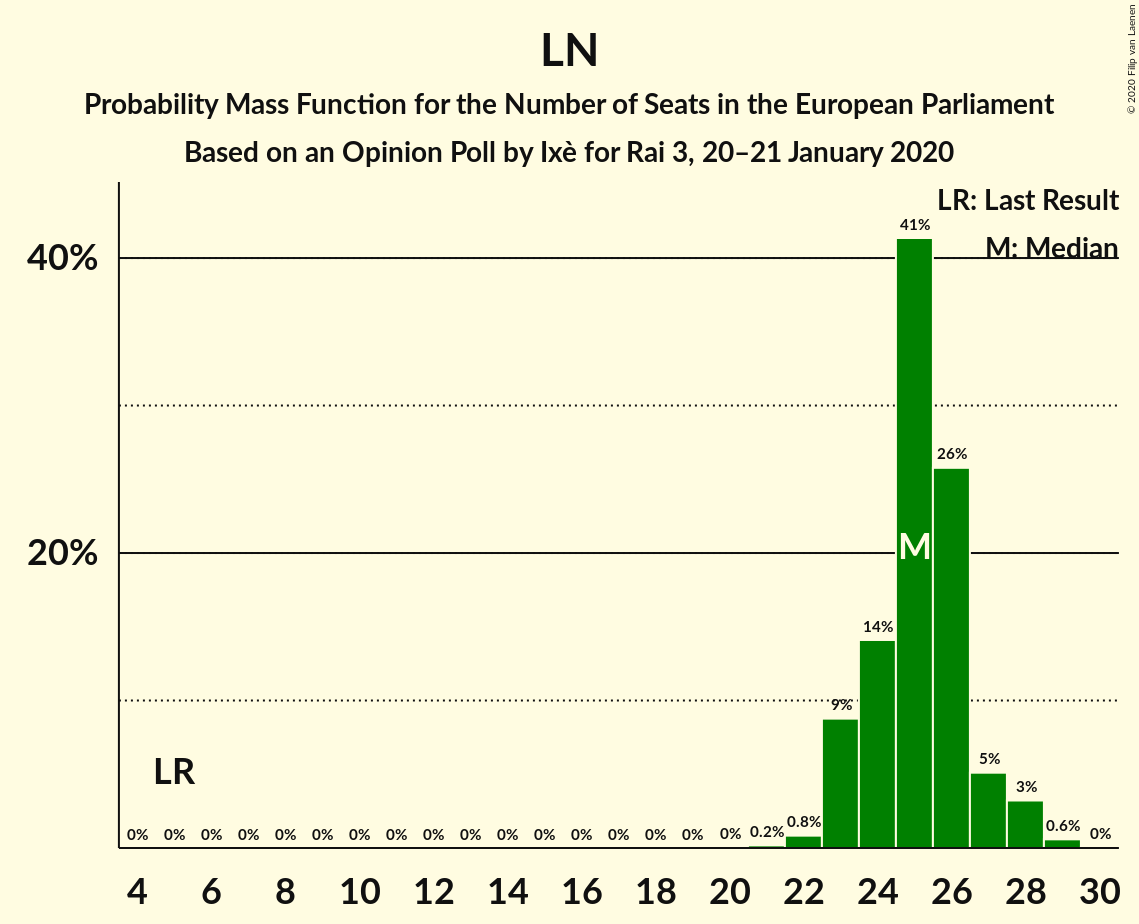 LN
Probability Mass Function for the Number of Seats in the European Parliament
Based on an Opinion Poll by Ixè for Rai 3, 20–21 January 2020
© 2020 Filip van Laenen
LR: Last Result
M: Median
41%
40%
26%
20%
M
14%
9%
LR
5%
3%
0% 0% 0% 0% 0% 0% 0% 0% 0% 0% 0% 0% 0% 0% 0% 0% 0% 0.2% 0.8% 0.6% 0%
4 6 8 10 12 14 16 18 20 22 24 26 28 30